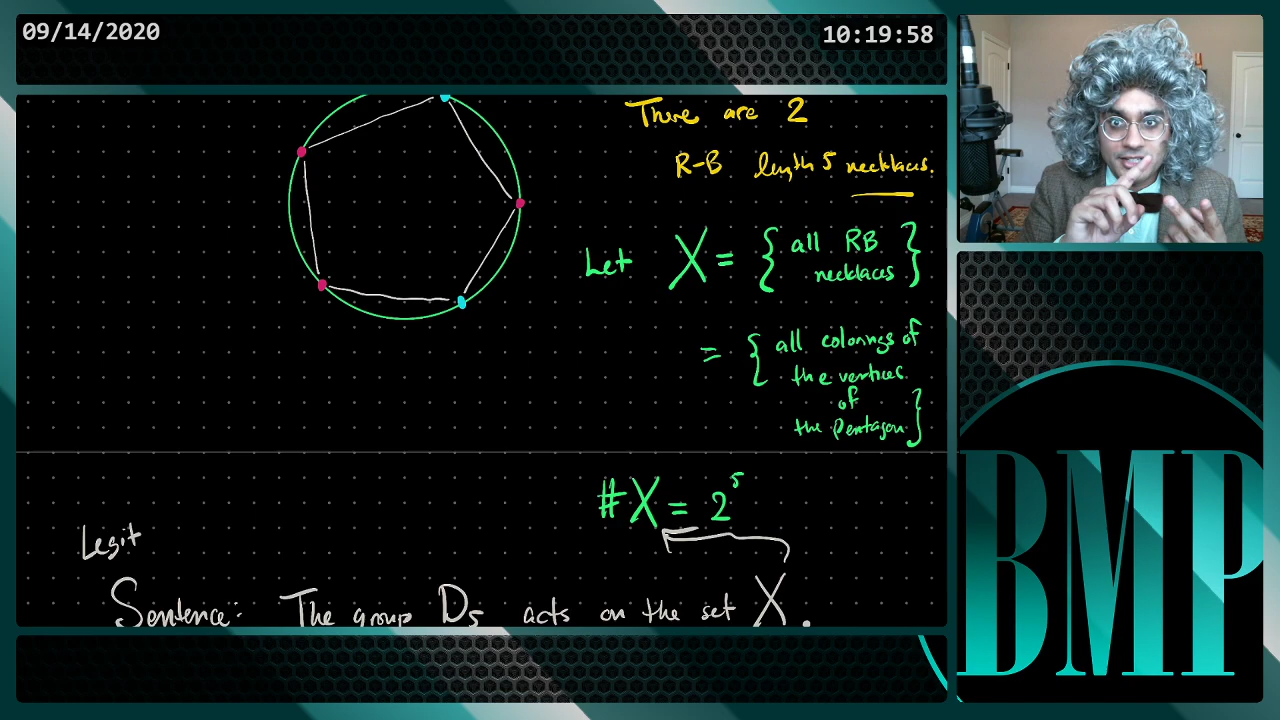 09/14/2020
10:19:58
There are 2
R-B length 5 necklaces.
Let X = { all RB
necklaces }
= { all colorings of
the vertices
of
the Pentagon }
#X = 2⁵
Legit
Sentence: The group D₅ acts on the set X.
BMP